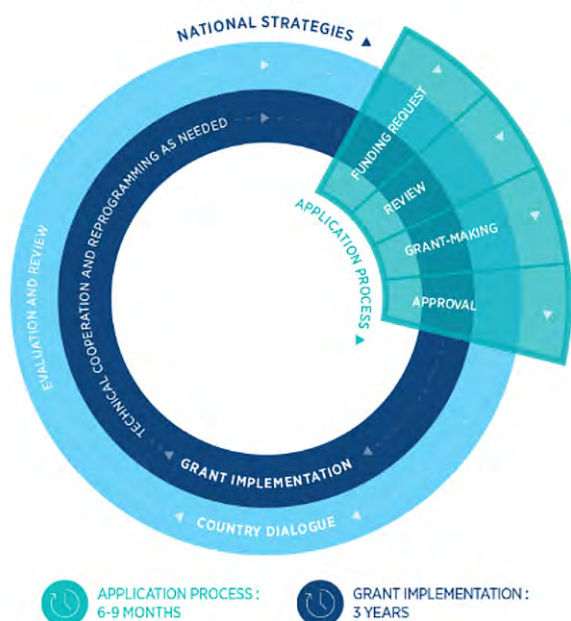 NATIONAL STRATEGIES
FUNDING REQUEST
REVIEW
GRANT-MAKING
APPROVAL
APPLICATION PROCESS
TECHNICAL COOPERATION AND REPROGRAMMING AS NEEDED
EVALUATION AND REVIEW
GRANT IMPLEMENTATION
COUNTRY DIALOGUE
APPLICATION PROCESS :
6-9 MONTHS
GRANT IMPLEMENTATION :
3 YEARS